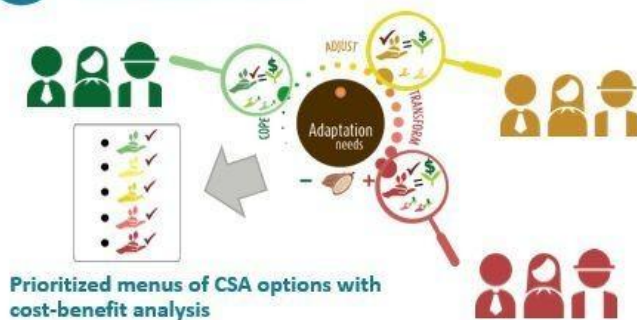 ADJUST
COPE
TRANSFORM
Adaptation
needs
- +
Prioritized menus of CSA options with
cost-benefit analysis